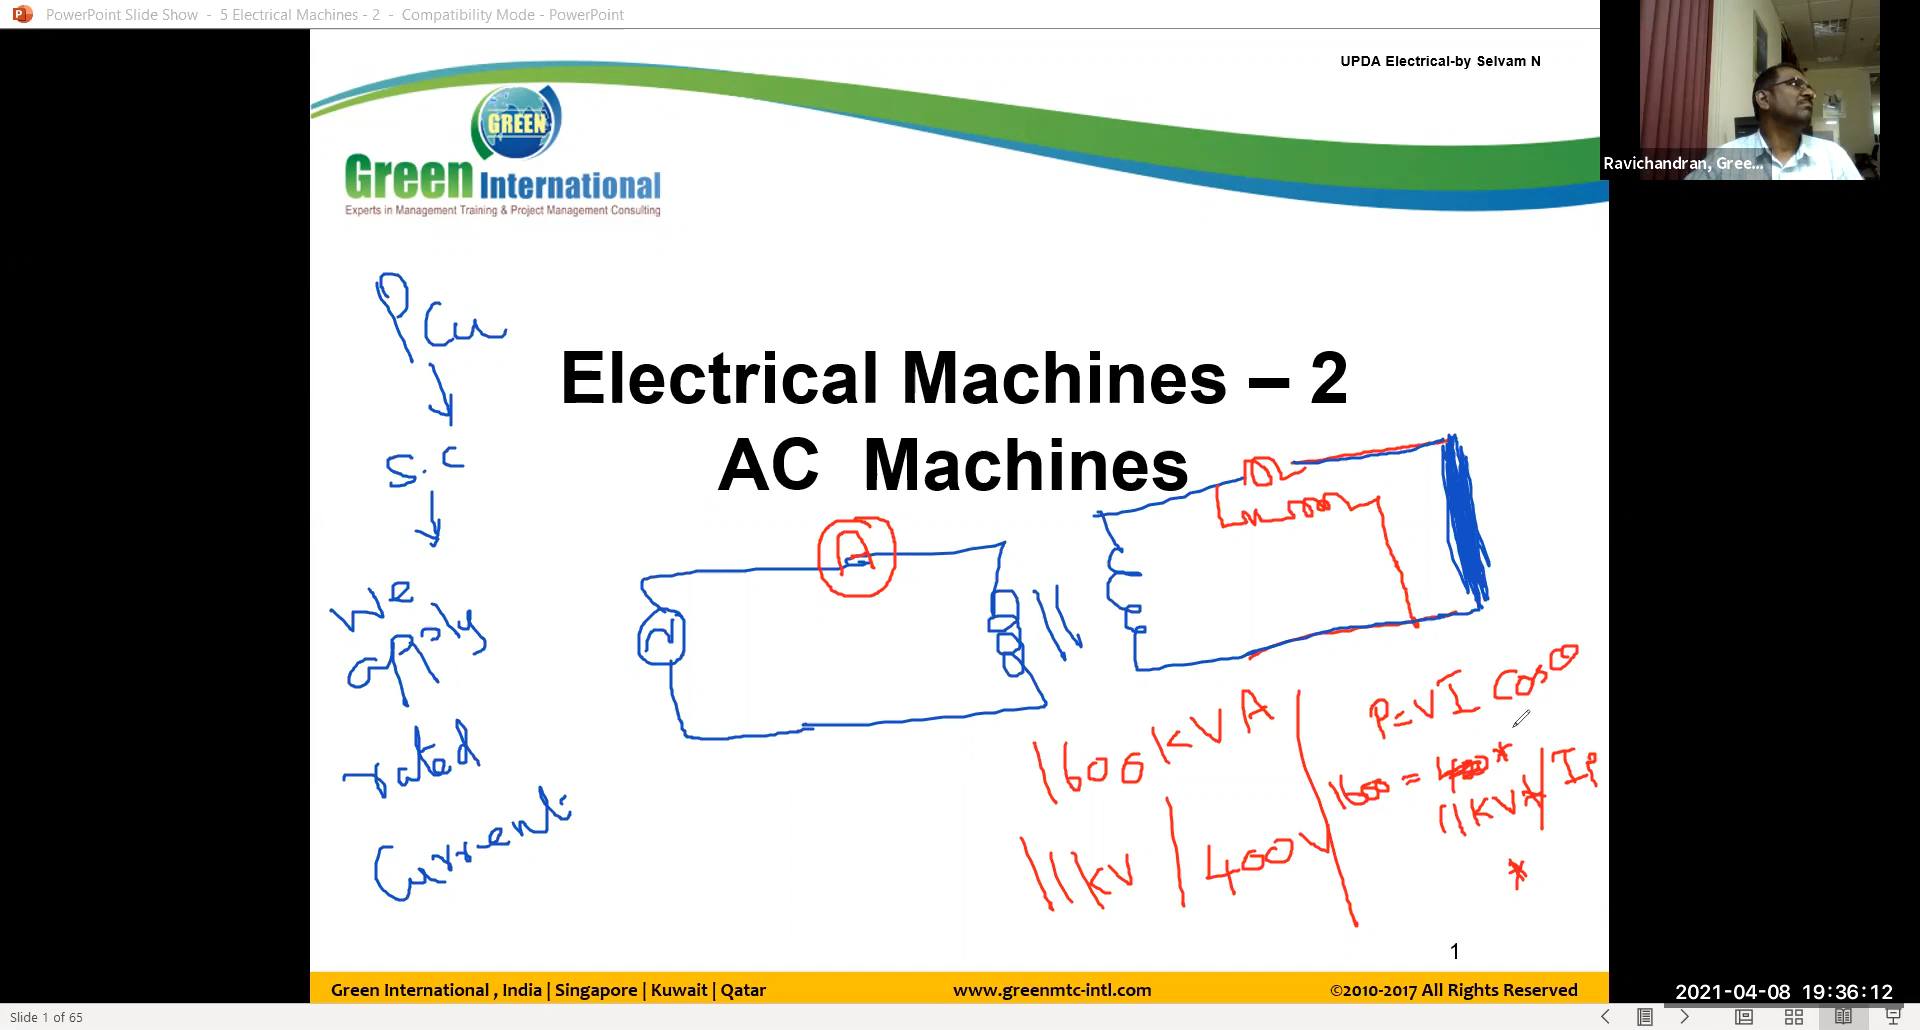 PowerPoint Slide Show - 5 Electrical Machines - 2 - Compatibility Mode - PowerPoint
UPDA Electrical-by Selvam N
Ravichandran, Gree...
GREEN
Green International
Experts in Management Training & Project Management Consulting
PCu
S.C
We
apply
rated
Current
Electrical Machines – 2
AC Machines
A
1600 KVA
11KV | 400V
P=VI Cosθ
1600 =
11KV*
*
1
Green International , India | Singapore | Kuwait | Qatar
www.greenmtc-intl.com
©2010-2017 All Rights Reserved
2021-04-08 19:36:12
Slide 1 of 65